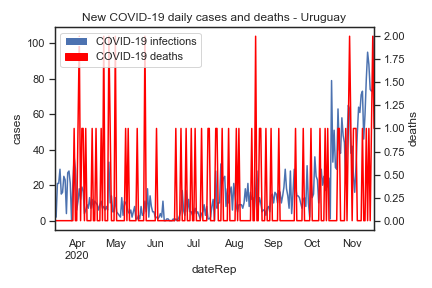 New COVID-19 daily cases and deaths - Uruguay
COVID-19 infections
COVID-19 deaths
100
80
60
40
20
0
cases
2.00
1.75
1.50
1.25
1.00
0.75
0.50
0.25
0.00
deaths
Apr May Jun Jul Aug Sep Oct Nov
2020
dateRep